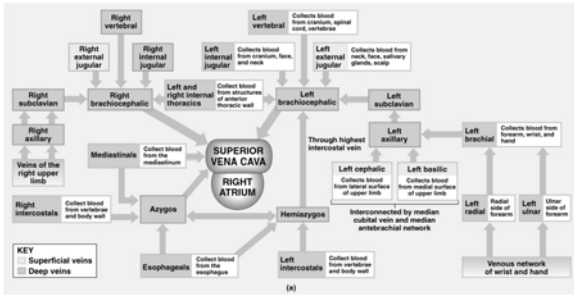 Right
vertebral
Left
vertebral
Collects blood
from cranium, spinal
cord, vertebrae
Right
external
jugular
Right
internal
jugular
Left
internal
jugular
Collects blood
from cranium, face,
and neck
Left
external
jugular
Collects blood from
neck, face, salivary
glands, scalp
Right
subclavian
Right
brachiocephalic
Left and
right internal
thoracics
Collect blood
from structures of
anterior
thoracic wall
Left
brachiocephalic
Left
subclavian
Right
axillary
Veins of the
right upper
limb
Mediastinals
Collect blood
from the
mediastinum
SUPERIOR
VENA CAVA
RIGHT
ATRIUM
Through highest
intercostal vein
Left
axillary
Left
brachial
Collects blood from
forearm, wrist, and
hand
Left cephalic
Collects blood
from lateral surface
of upper limb
Left basilic
Collects blood
from medial surface
of upper limb
Interconnected by median
cubital vein and median
antebrachial network
Right
intercostals
Collect blood
from vertebrae
and body wall
Azygos
Hemiazygos
Left
radial
Radial
side of
forearm
Left
ulnar
Ulnar
side of
forearm
KEY
Superficial veins
Deep veins
Esophageals
Collect blood
from the
esophagus
Left
intercostals
Collect blood
from vertebrae
and body wall
Venous network
of wrist and hand
(a)